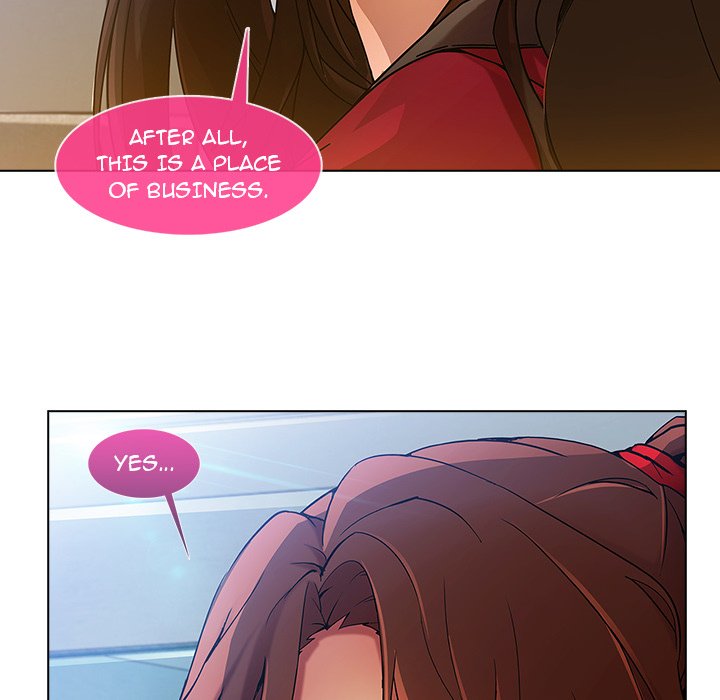 AFTER ALL,
THIS IS A PLACE
OF BUSINESS.
YES...